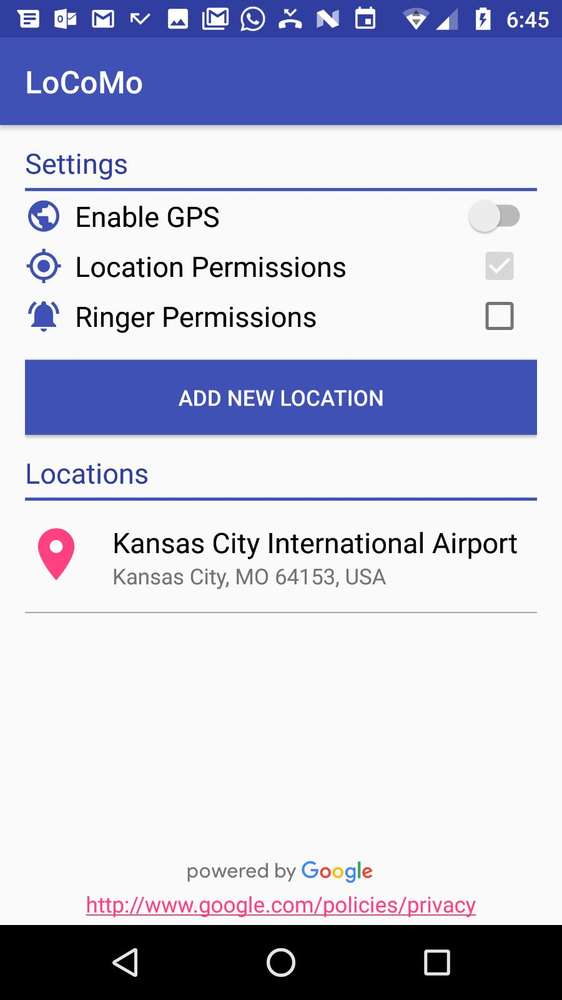 6:45
LoCoMo
Settings
Enable GPS
Location Permissions
Ringer Permissions
ADD NEW LOCATION
Locations
Kansas City International Airport
Kansas City, MO 64153, USA
powered by Google
http://www.google.com/policies/privacy